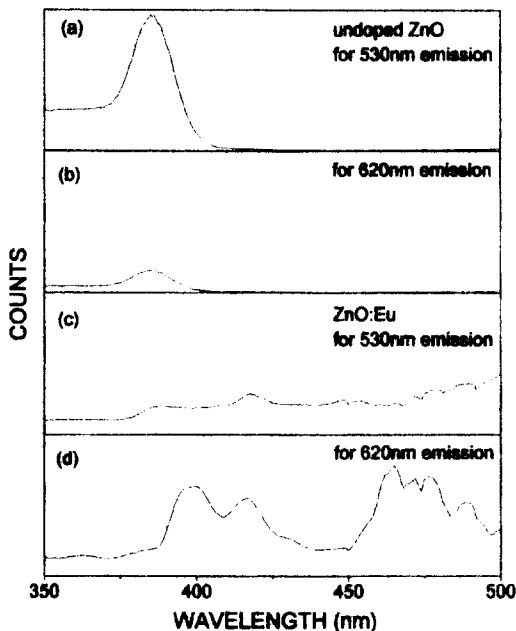 (a)
undoped ZnO
for 530nm emission
(b)
for 620nm emission
(c)
ZnO:Eu
for 530nm emission
(d)
for 620nm emission
COUNTS
350
400
450
500
WAVELENGTH (nm)